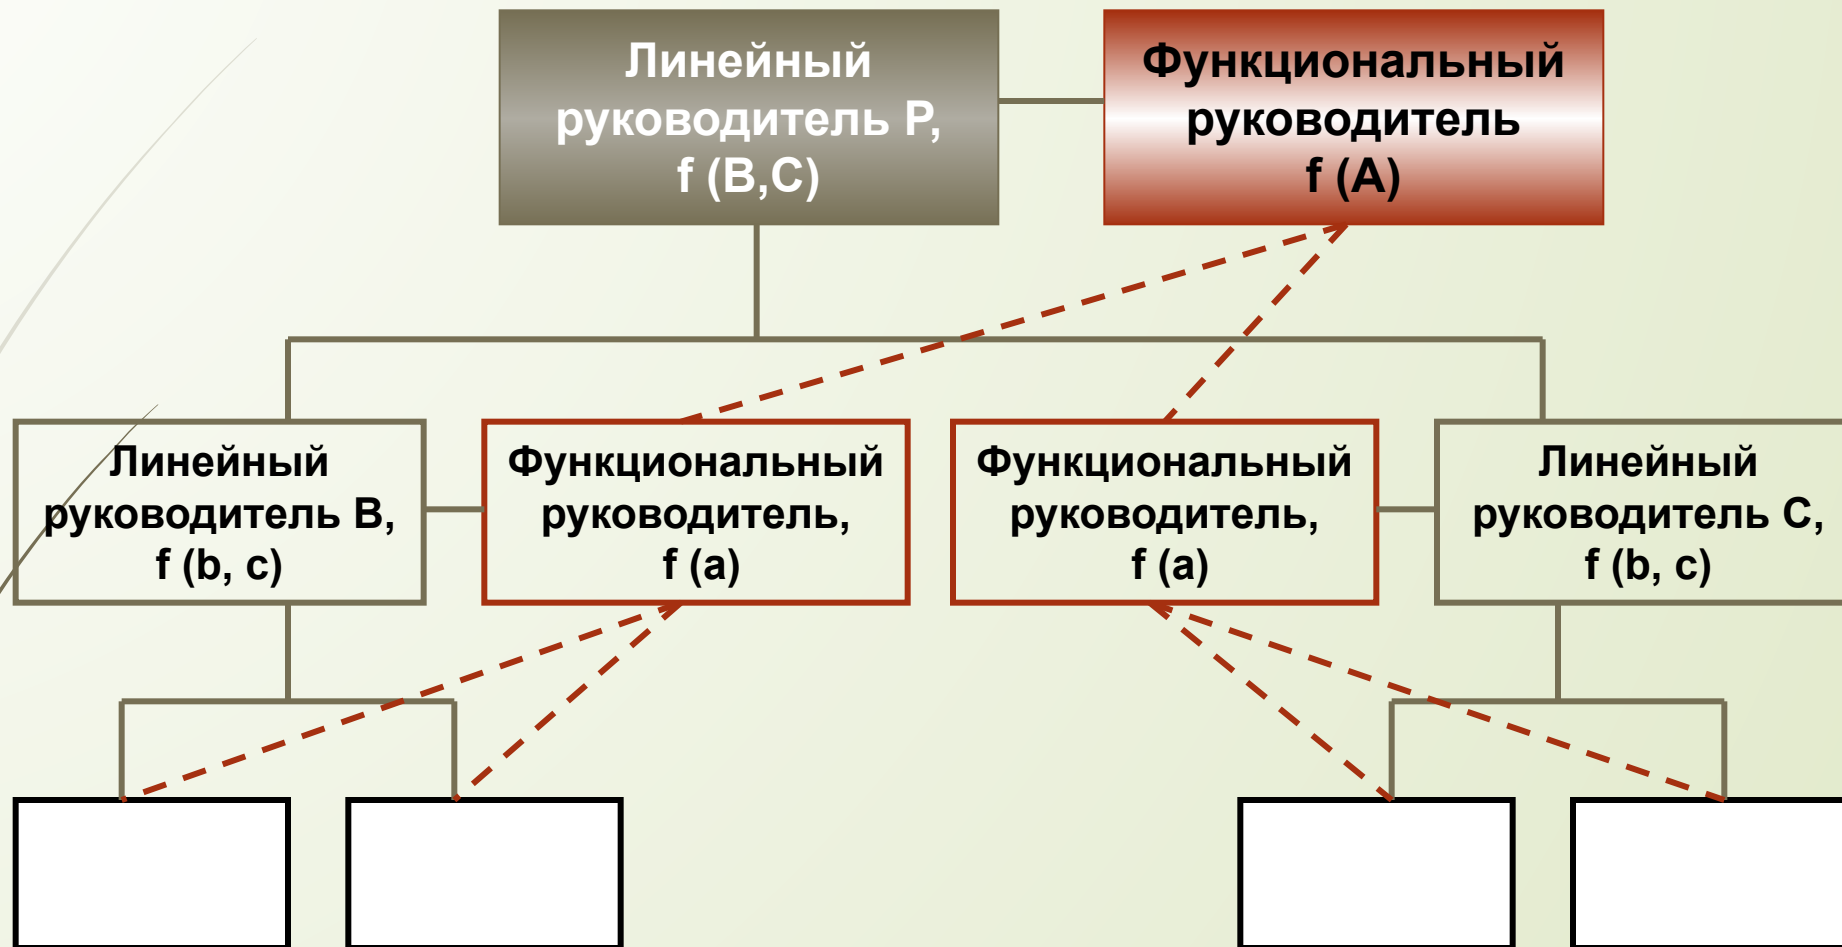 Линейный
руководитель Р,
f (B,C)
Функциональный
руководитель
f (A)
Линейный
руководитель В,
f (b, c)
Функциональный
руководитель,
f (a)
Функциональный
руководитель,
f (a)
Линейный
руководитель С,
f (b, c)